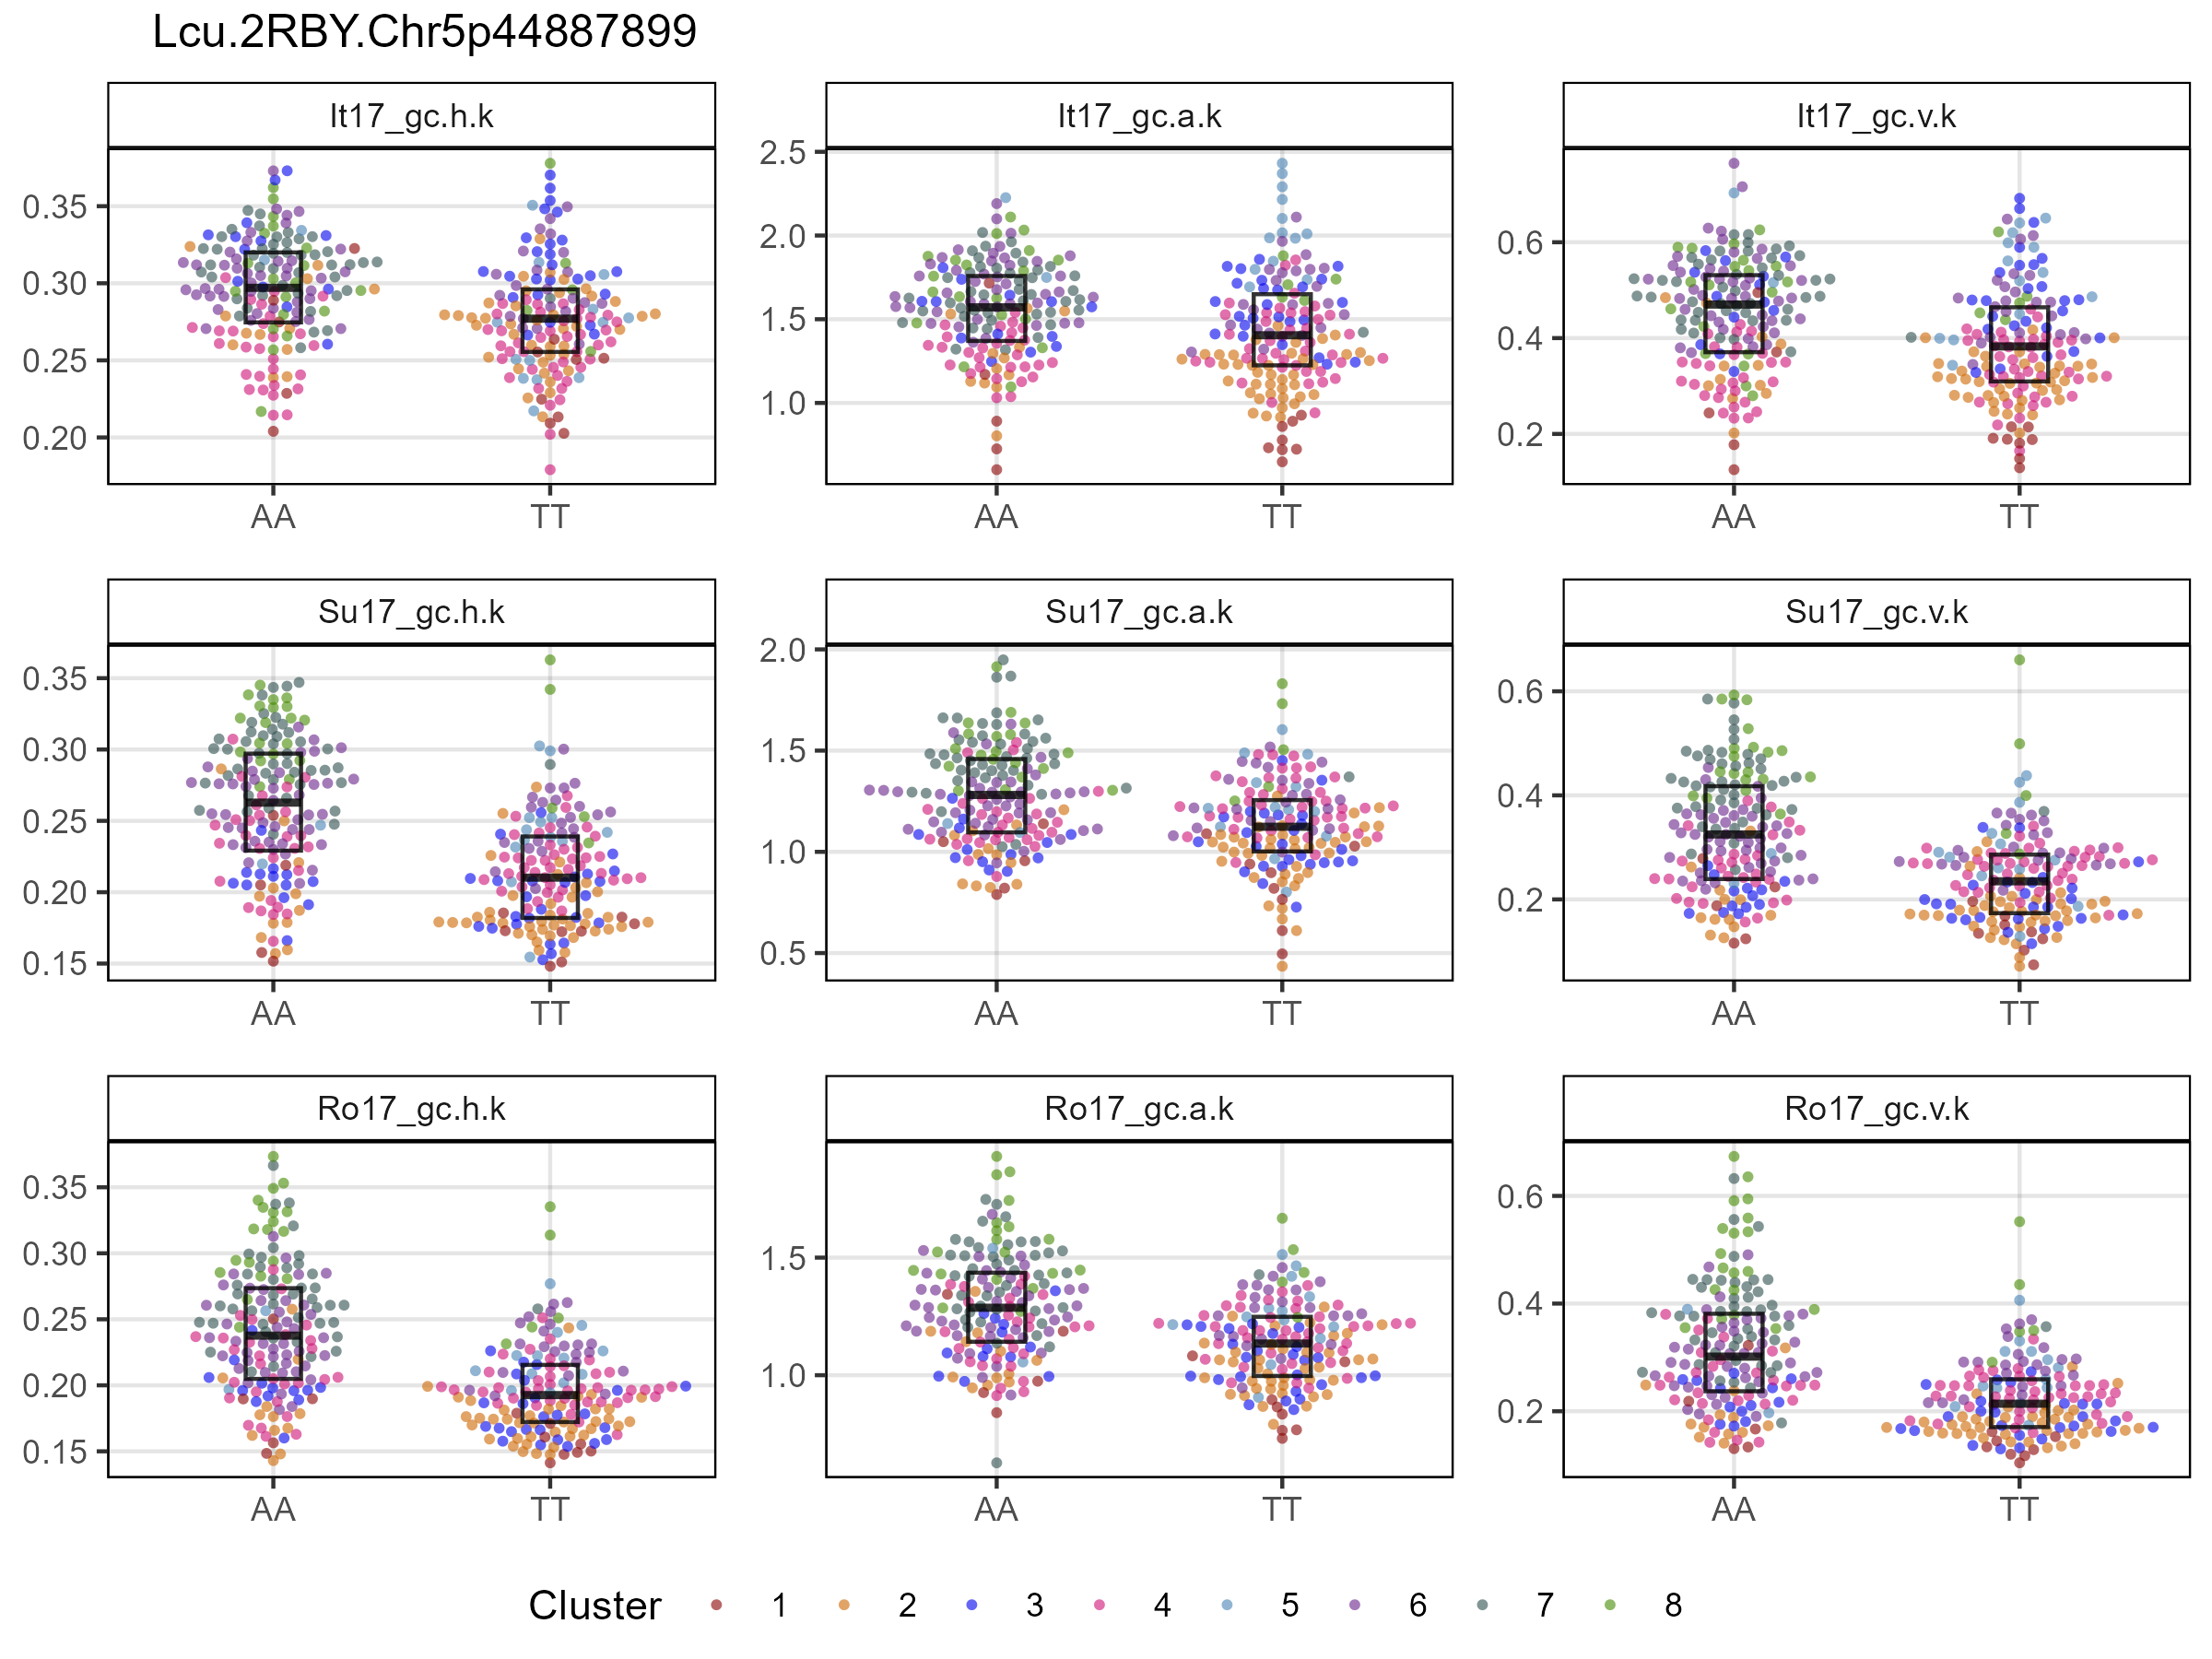 Lcu.2RBY.Chr5p44887899
It17_gc.h.k
It17_gc.a.k
It17_gc.v.k
0.35
0.30
0.25
0.20
2.5
2.0
1.5
1.0
0.6
0.4
0.2
AA TT
AA TT
AA TT
Su17_gc.h.k
Su17_gc.a.k
Su17_gc.v.k
0.35
0.30
0.25
0.20
0.15
2.0
1.5
1.0
0.5
0.6
0.4
0.2
AA TT
AA TT
AA TT
Ro17_gc.h.k
Ro17_gc.a.k
Ro17_gc.v.k
0.35
0.30
0.25
0.20
0.15
1.5
1.0
0.6
0.4
0.2
AA TT
AA TT
AA TT
Cluster 1 2 3 4 5 6 7 8